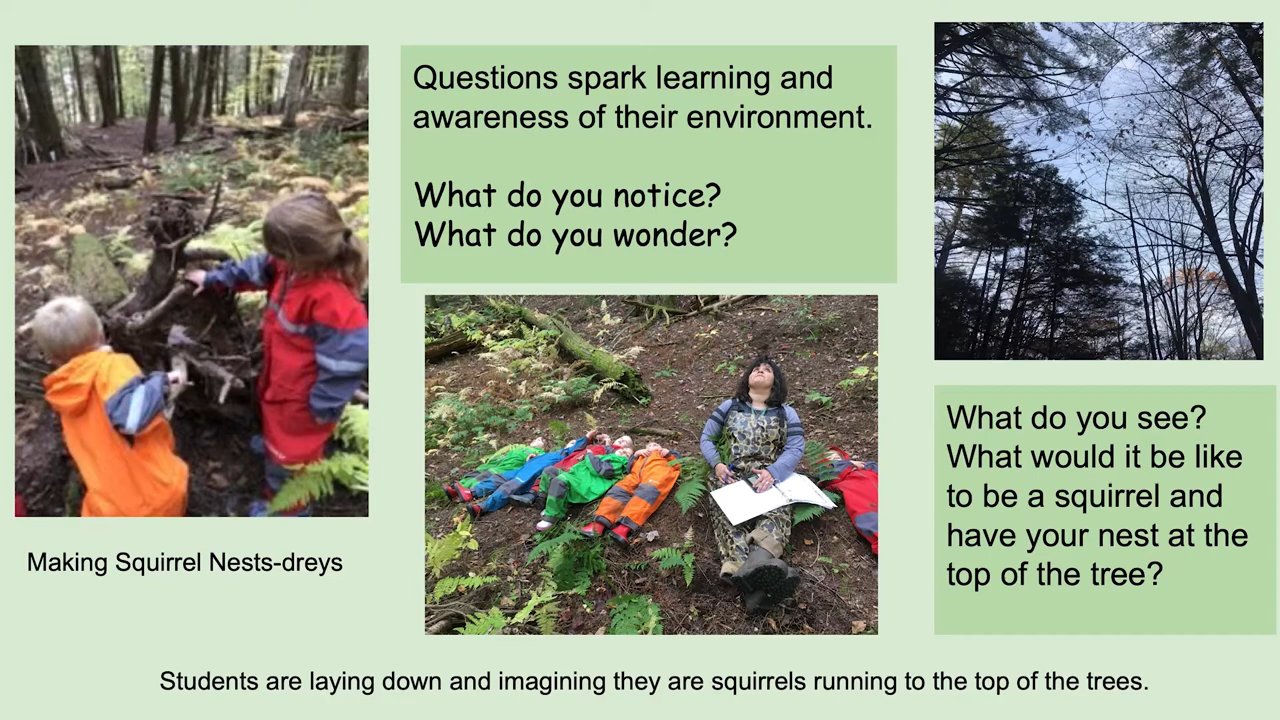 Questions spark learning and
awareness of their environment.
What do you notice?
What do you wonder?
What do you see?
What would it be like
to be a squirrel and
have your nest at the
top of the tree?
Making Squirrel Nests-dreys
Students are laying down and imagining they are squirrels running to the top of the trees.